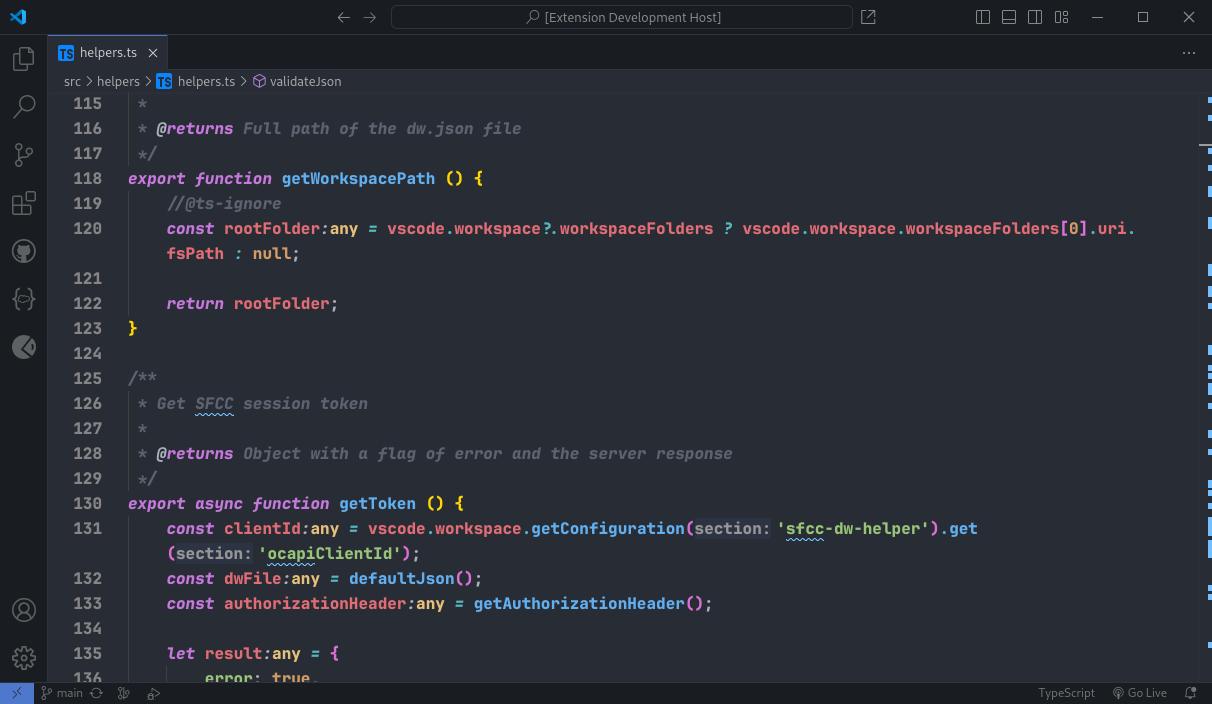 [Extension Development Host]
TS helpers.ts
src > helpers > TS helpers.ts > validateJson
115 *
116 * @returns Full path of the dw.json file
117 */
118 export function getWorkspacePath () {
119 //@ts-ignore
120 const rootFolder:any = vscode.workspace?.workspaceFolders ? vscode.workspace.workspaceFolders[0].uri.
fsPath : null;
121
122 return rootFolder;
123 }
124
125 /**
126 * Get SFCC session token
127 *
128 * @returns Object with a flag of error and the server response
129 */
130 export async function getToken () {
131 const clientId:any = vscode.workspace.getConfiguration(section: 'sfcc-dw-helper').get
(section: 'ocapiClientId');
132 const dwFile:any = defaultJson();
133 const authorizationHeader:any = getAuthorizationHeader();
134
135 let result:any = {
136 error: true,
main
TypeScript
Go Live